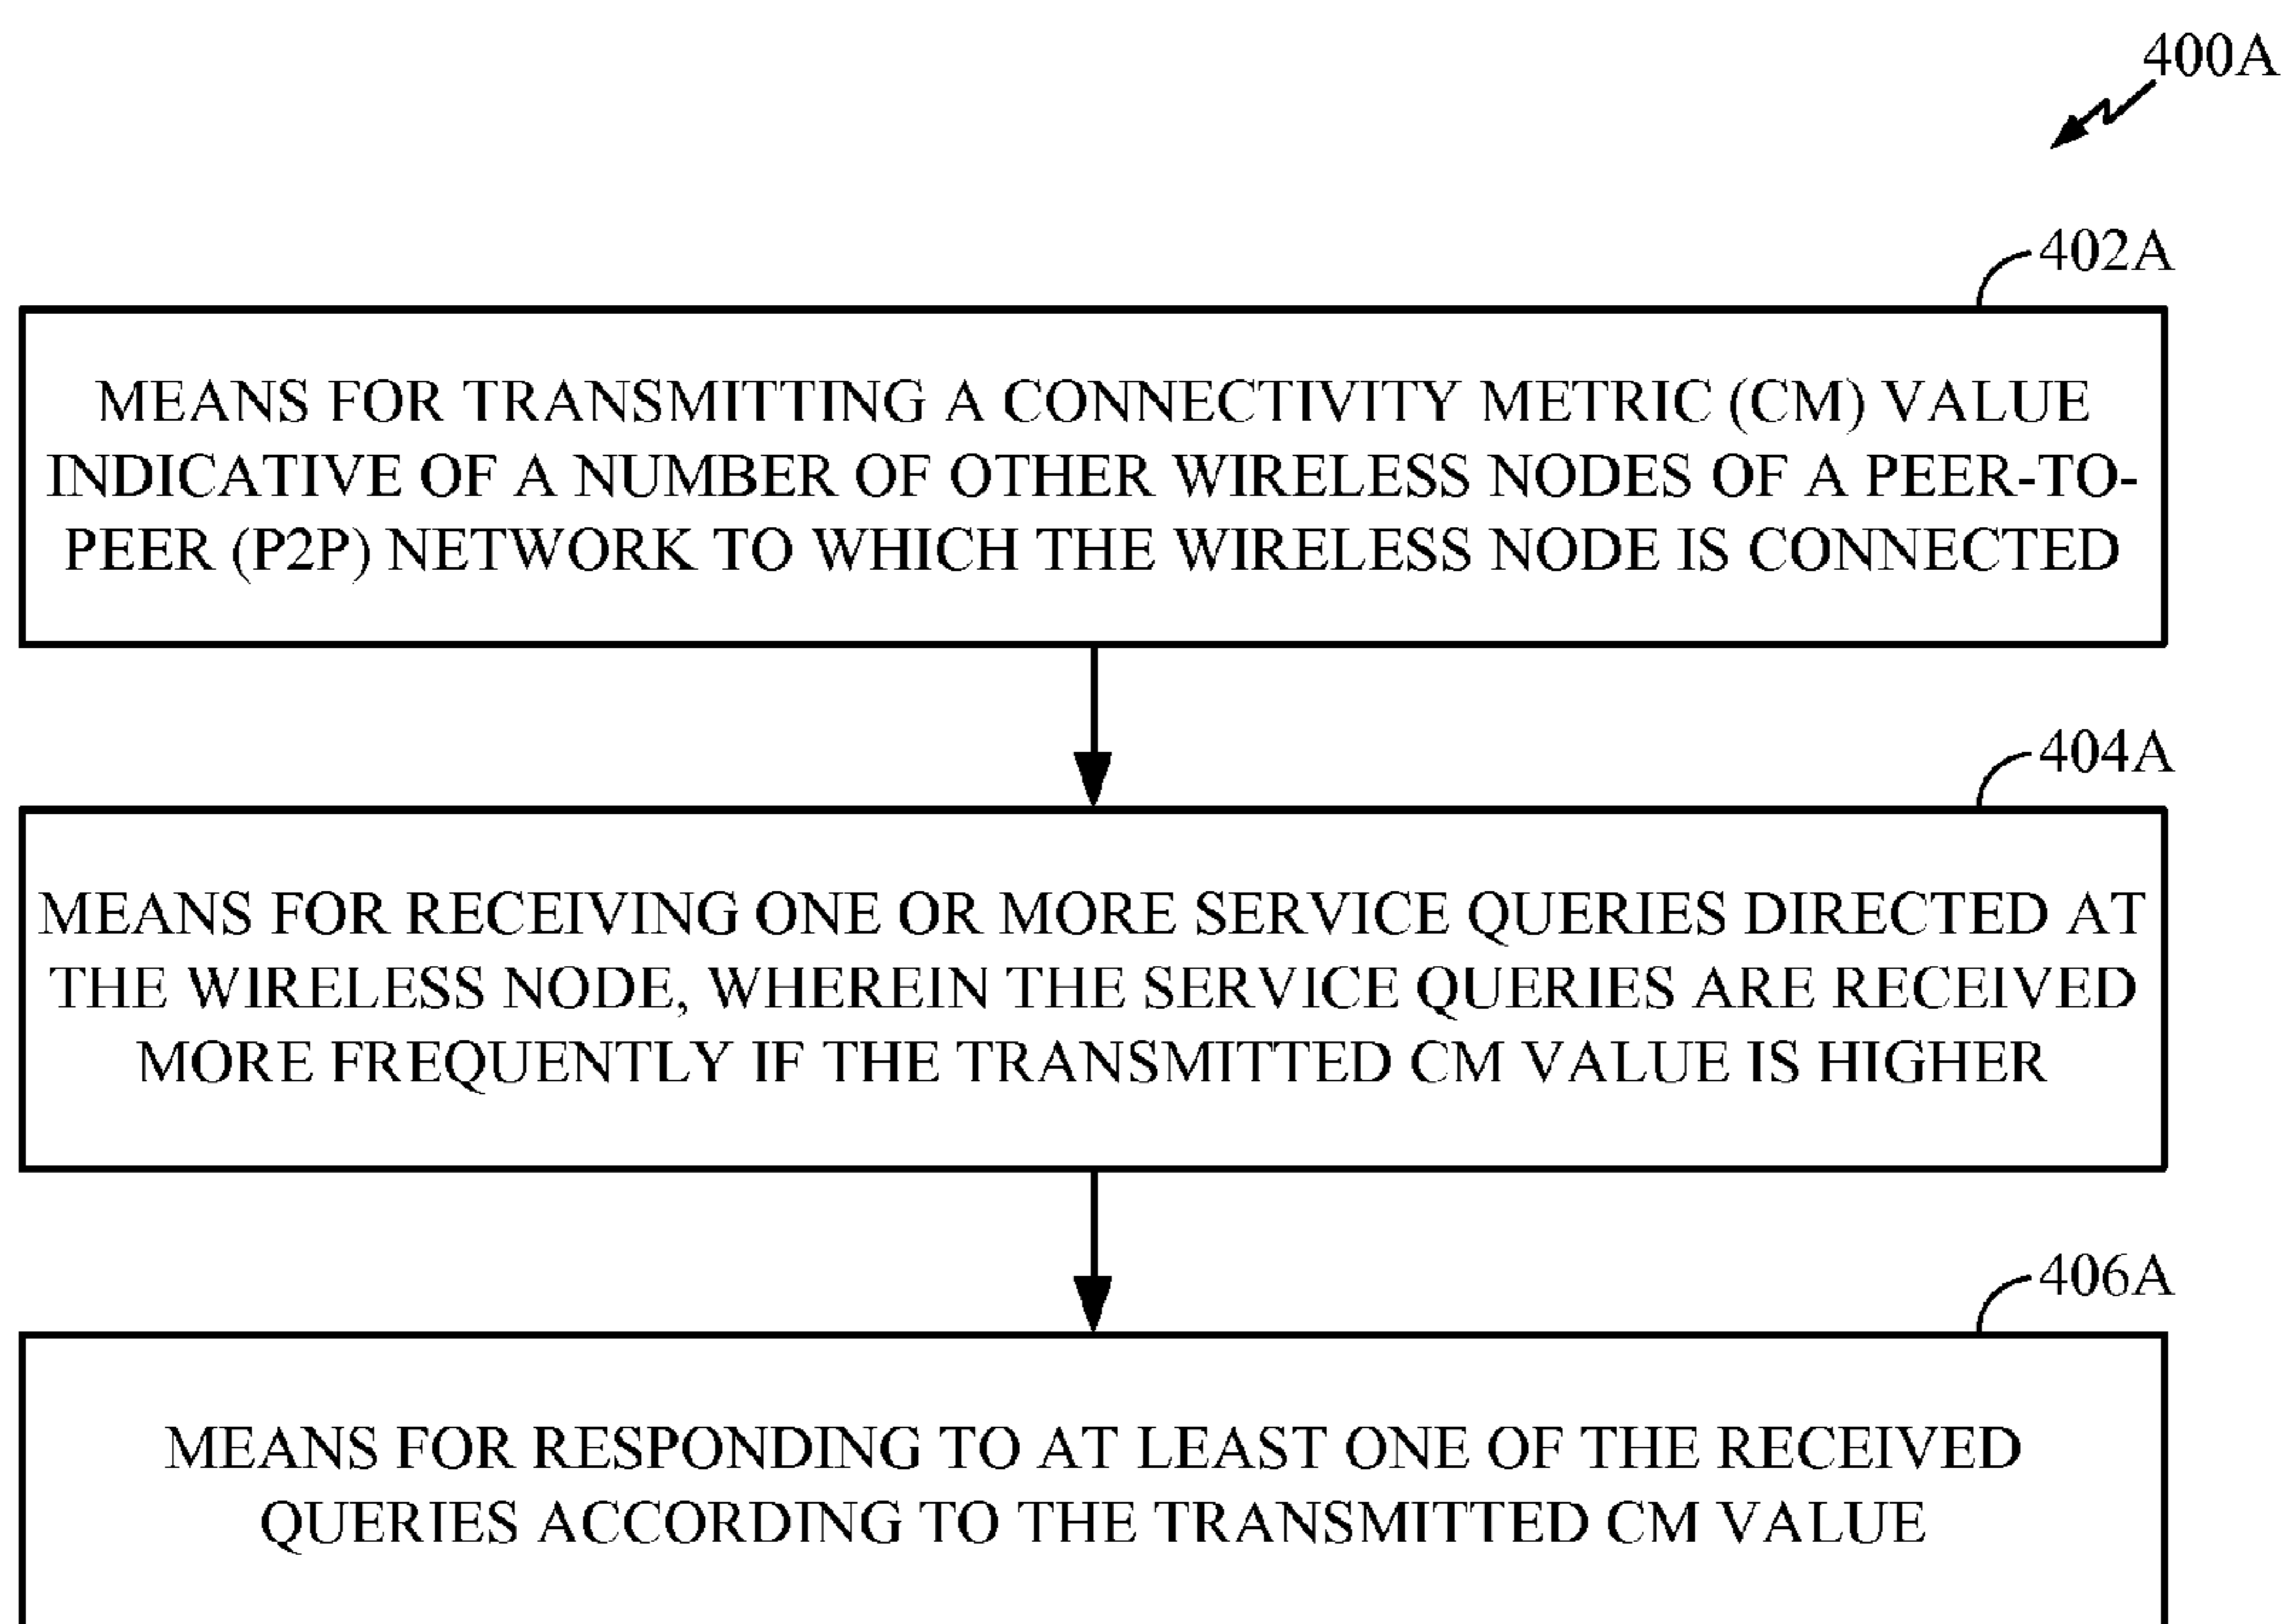 400A
402A
MEANS FOR TRANSMITTING A CONNECTIVITY METRIC (CM) VALUE
INDICATIVE OF A NUMBER OF OTHER WIRELESS NODES OF A PEER-TO-
PEER (P2P) NETWORK TO WHICH THE WIRELESS NODE IS CONNECTED
404A
MEANS FOR RECEIVING ONE OR MORE SERVICE QUERIES DIRECTED AT
THE WIRELESS NODE, WHEREIN THE SERVICE QUERIES ARE RECEIVED
MORE FREQUENTLY IF THE TRANSMITTED CM VALUE IS HIGHER
406A
MEANS FOR RESPONDING TO AT LEAST ONE OF THE RECEIVED
QUERIES ACCORDING TO THE TRANSMITTED CM VALUE